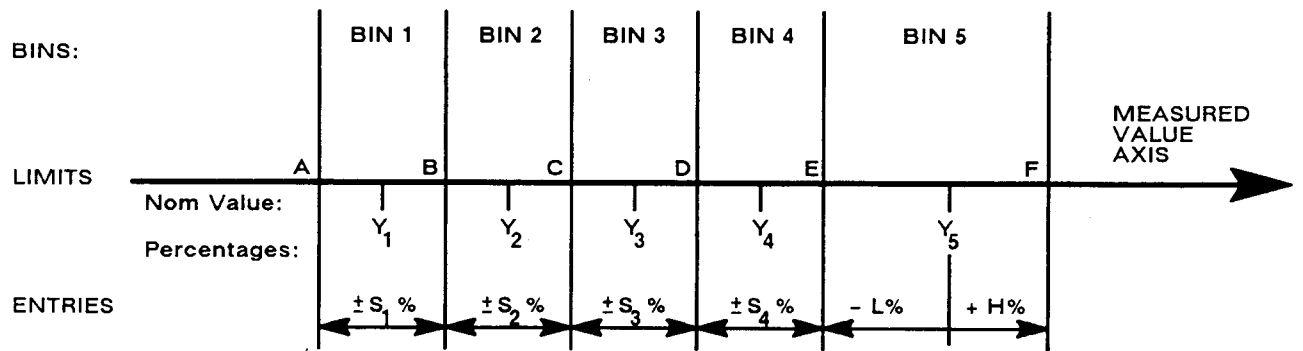 BINS:
BIN 1 BIN 2 BIN 3 BIN 4 BIN 5
MEASURED
VALUE
AXIS
LIMITS
A B C D E F
Nom Value:
Y1 Y2 Y3 Y4 Y5
Percentages:
ENTRIES
± S1 % ± S2 % ± S3 % ± S4 % - L% + H%